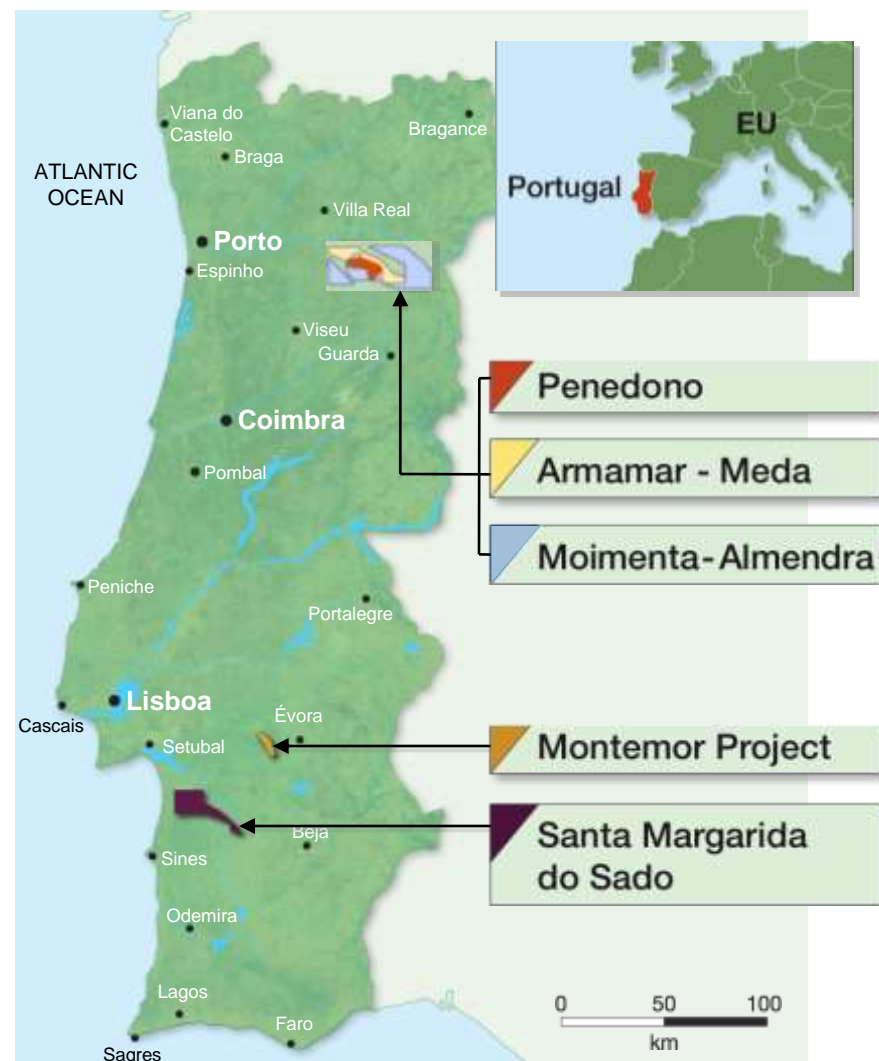 Viana do
Castelo
Bragance
Braga
ATLANTIC
OCEAN
EU
Portugal
Villa Real
Porto
Espinho
Viseu
Guarda
Penedono
Coimbra
Armamar - Meda
Pombal
Moimenta-Almendra
Peniche
Portalegre
Lisboa
Cascais
Évora
Setubal
Montemor Project
Santa Margarida
do Sado
Beja
Sines
Odemira
Lagos
Faro
Sagres
0 50 100
km